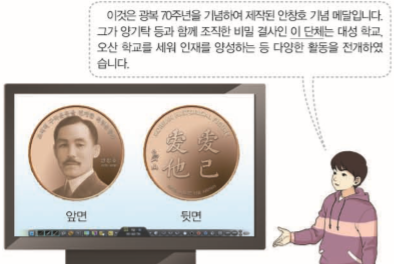 이것은 광복 70주년을 기념하여 제작된 안창호 기념 메달입니다.
그가 양기탁 등과 함께 조직한 비밀 결사인 이 단체는 대성 학교,
오산 학교를 세워 인재를 양성하는 등 다양한 활동을 전개하였
습니다.
愛 愛
他 己
앞면
뒷면